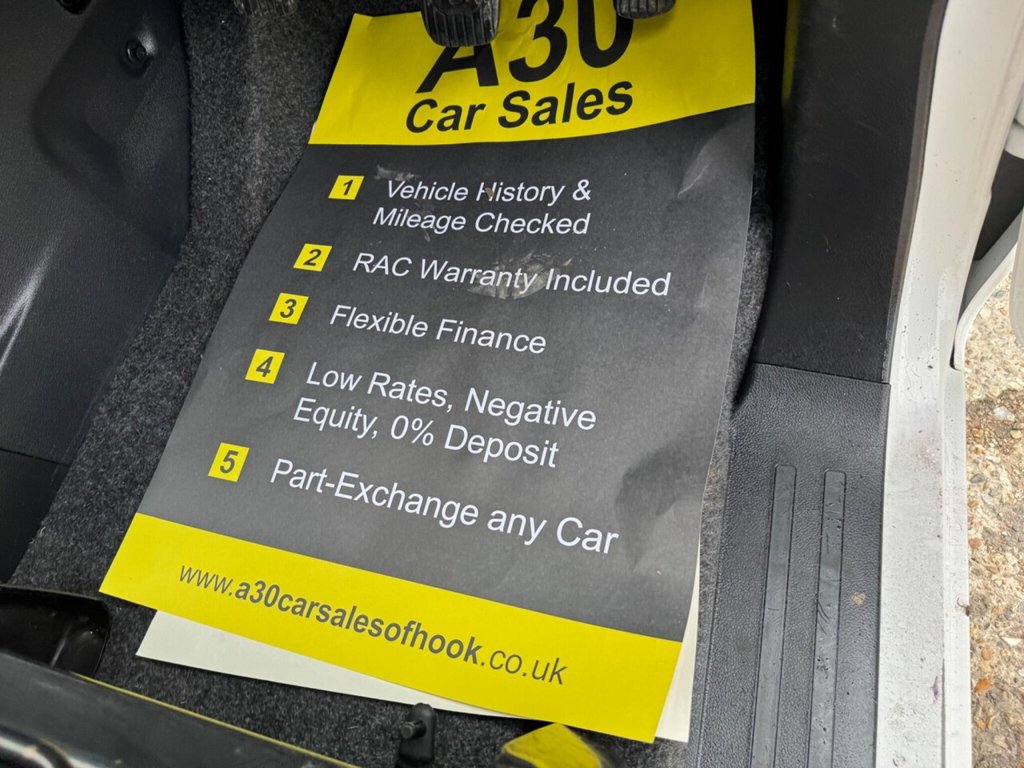 A30
Car Sales
1 Vehicle History &
Mileage Checked
2 RAC Warranty Included
3 Flexible Finance
4 Low Rates, Negative
Equity, 0% Deposit
5 Part-Exchange any Car
www.a30carsalesofhook.co.uk